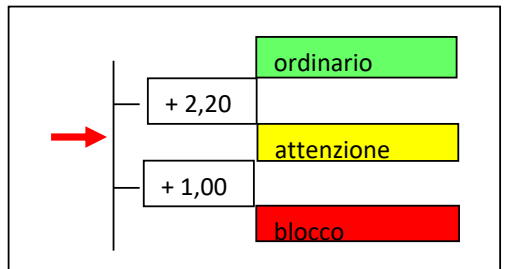 ordinario
+ 2,20
attenzione
+ 1,00
blocco